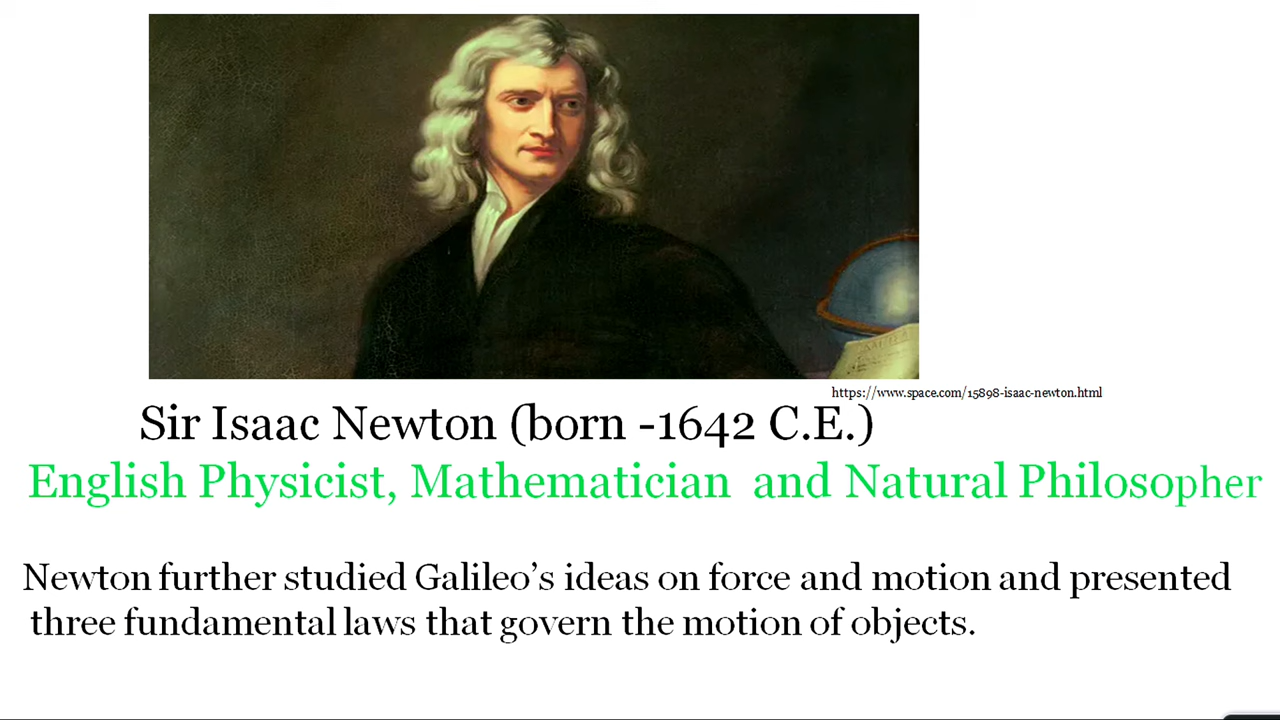 https://www.space.com/15898-isaac-newton.html
Sir Isaac Newton (born -1642 C.E.)
English Physicist, Mathematician and Natural Philosopher
Newton further studied Galileo’s ideas on force and motion and presented
three fundamental laws that govern the motion of objects.